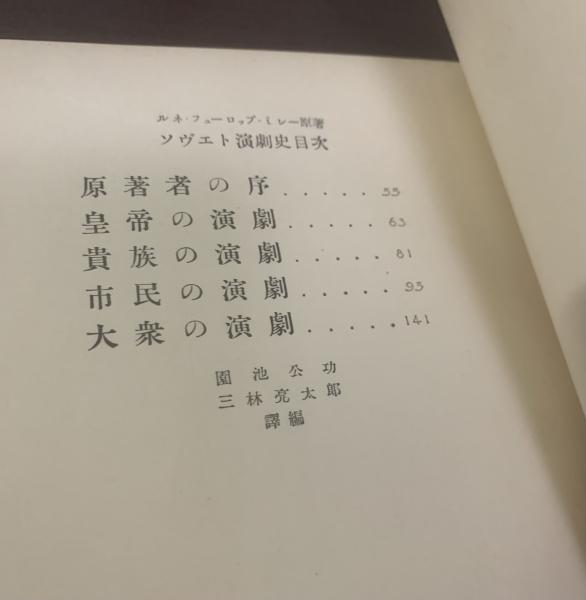 ルネ・フューロップ・ミレー原著
ソヴエト演劇史目次
原著者の序 . . . . . 55
皇帝の演劇 . . . . . 63
貴族の演劇 . . . . . 81
市民の演劇 . . . . . 93
大衆の演劇 . . . . . 141
園池公功
三林亮太郎
譯編